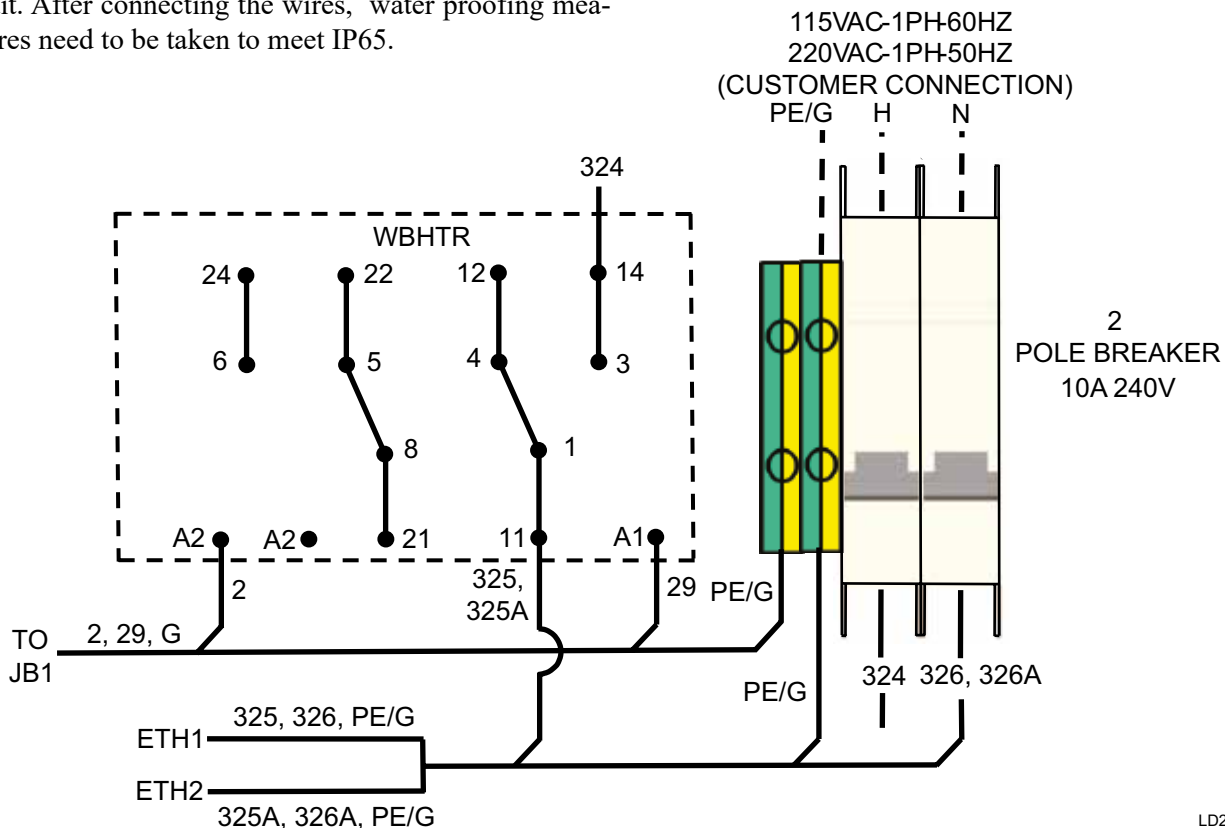 it. After connecting the wires, water proofing mea-
res need to be taken to meet IP65.
115VAC-1PH-60HZ
220VAC-1PH-50HZ
(CUSTOMER CONNECTION)
PE/G H N
324
WBHTR
24 22 12 14
6 5 4 3
8 1
A2 A2 21 11 A1
2
POLE BREAKER
10A 240V
2 325, 29 PE/G
325A
TO 2, 29, G
JB1
PE/G 324 326, 326A
325, 326, PE/G
ETH1
ETH2
325A, 326A, PE/G
LD2